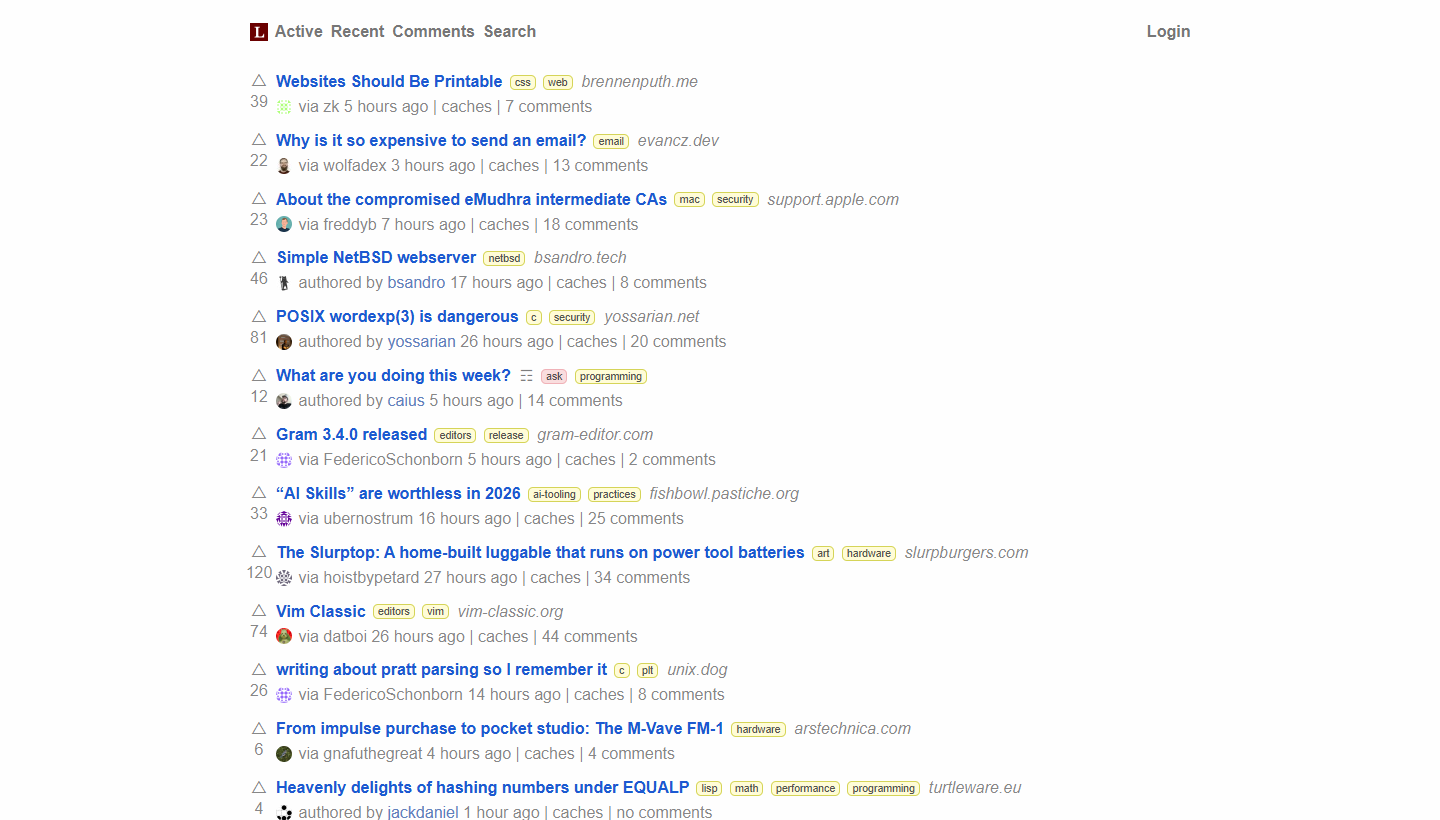 L Active Recent Comments Search Login
Websites Should Be Printable css web brennenputh.me
39 via zk 5 hours ago | caches | 7 comments
Why is it so expensive to send an email? email evancz.dev
22 via wolfadex 3 hours ago | caches | 13 comments
About the compromised eMudhra intermediate CAs mac security support.apple.com
23 via freddyb 7 hours ago | caches | 18 comments
Simple NetBSD webserver netbsd bsandro.tech
46 authored by bsandro 17 hours ago | caches | 8 comments
POSIX wordexp(3) is dangerous c security yossarian.net
81 authored by yossarian 26 hours ago | caches | 20 comments
What are you doing this week? ☶ ask programming
12 authored by caius 5 hours ago | 14 comments
Gram 3.4.0 released editors release gram-editor.com
21 via FedericoSchonborn 5 hours ago | caches | 2 comments
“AI Skills” are worthless in 2026 ai-tooling practices fishbowl.pastiche.org
33 via ubernostrum 16 hours ago | caches | 25 comments
The Slurptop: A home-built luggable that runs on power tool batteries art hardware slurpburgers.com
120 via hoistbypetard 27 hours ago | caches | 34 comments
Vim Classic editors vim vim-classic.org
74 via datboi 26 hours ago | caches | 44 comments
writing about pratt parsing so I remember it c plt unix.dog
26 via FedericoSchonborn 14 hours ago | caches | 8 comments
From impulse purchase to pocket studio: The M-Vave FM-1 hardware arstechnica.com
6 via gnafuthegreat 4 hours ago | caches | 4 comments
Heavenly delights of hashing numbers under EQUALP lisp math performance programming turtleware.eu
4 authored by jackdaniel 1 hour ago | caches | no comments